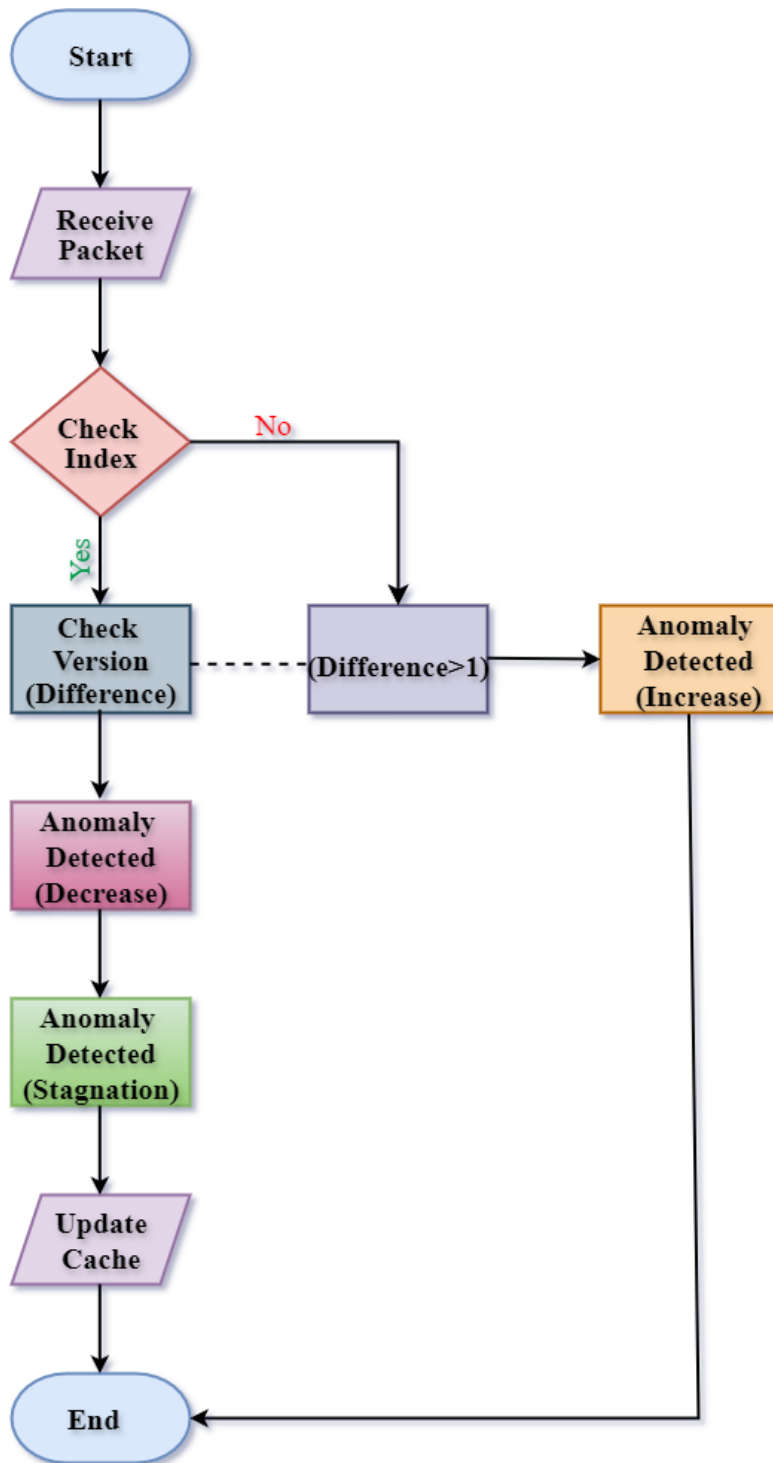 Start
Receive
Packet
Check
Index
No
Yes
Check
Version
(Difference)
(Difference>1)
Anomaly
Detected
(Increase)
Anomaly
Detected
(Decrease)
Anomaly
Detected
(Stagnation)
Update
Cache
End